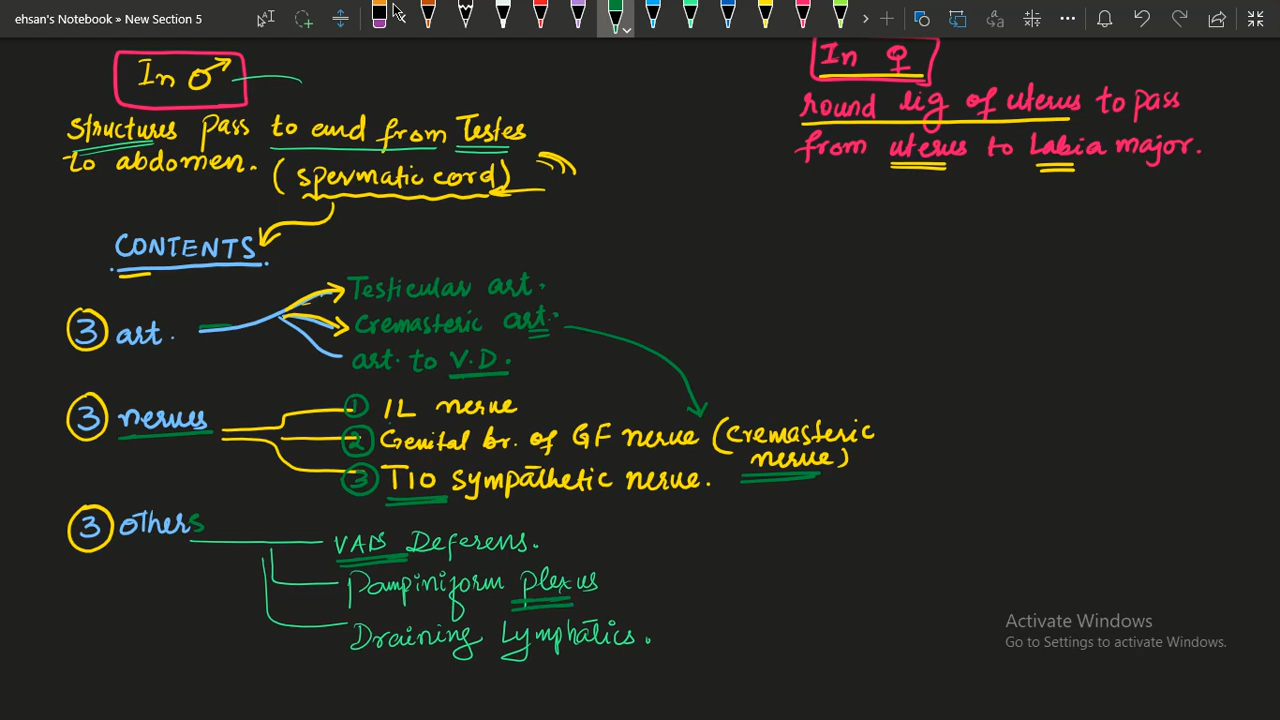 ehsan's Notebook » New Section 5
In ♂
Structures pass to and from Testes
to abdomen.
(spermatic cord)
CONTENTS
3 art.
Testicular art.
Cremasteric art.
art. to V.D.
3 nerves
1 IL nerve
2 Genital br. of GF nerve (Cremasteric
nerve)
3 T10 sympathetic nerve.
3 others
VAS Deferens.
Pampiniform plexus
Draining Lymphatics.
In ♀
round lig of uterus to pass
from uterus to Labia major.
Activate Windows
Go to Settings to activate Windows.